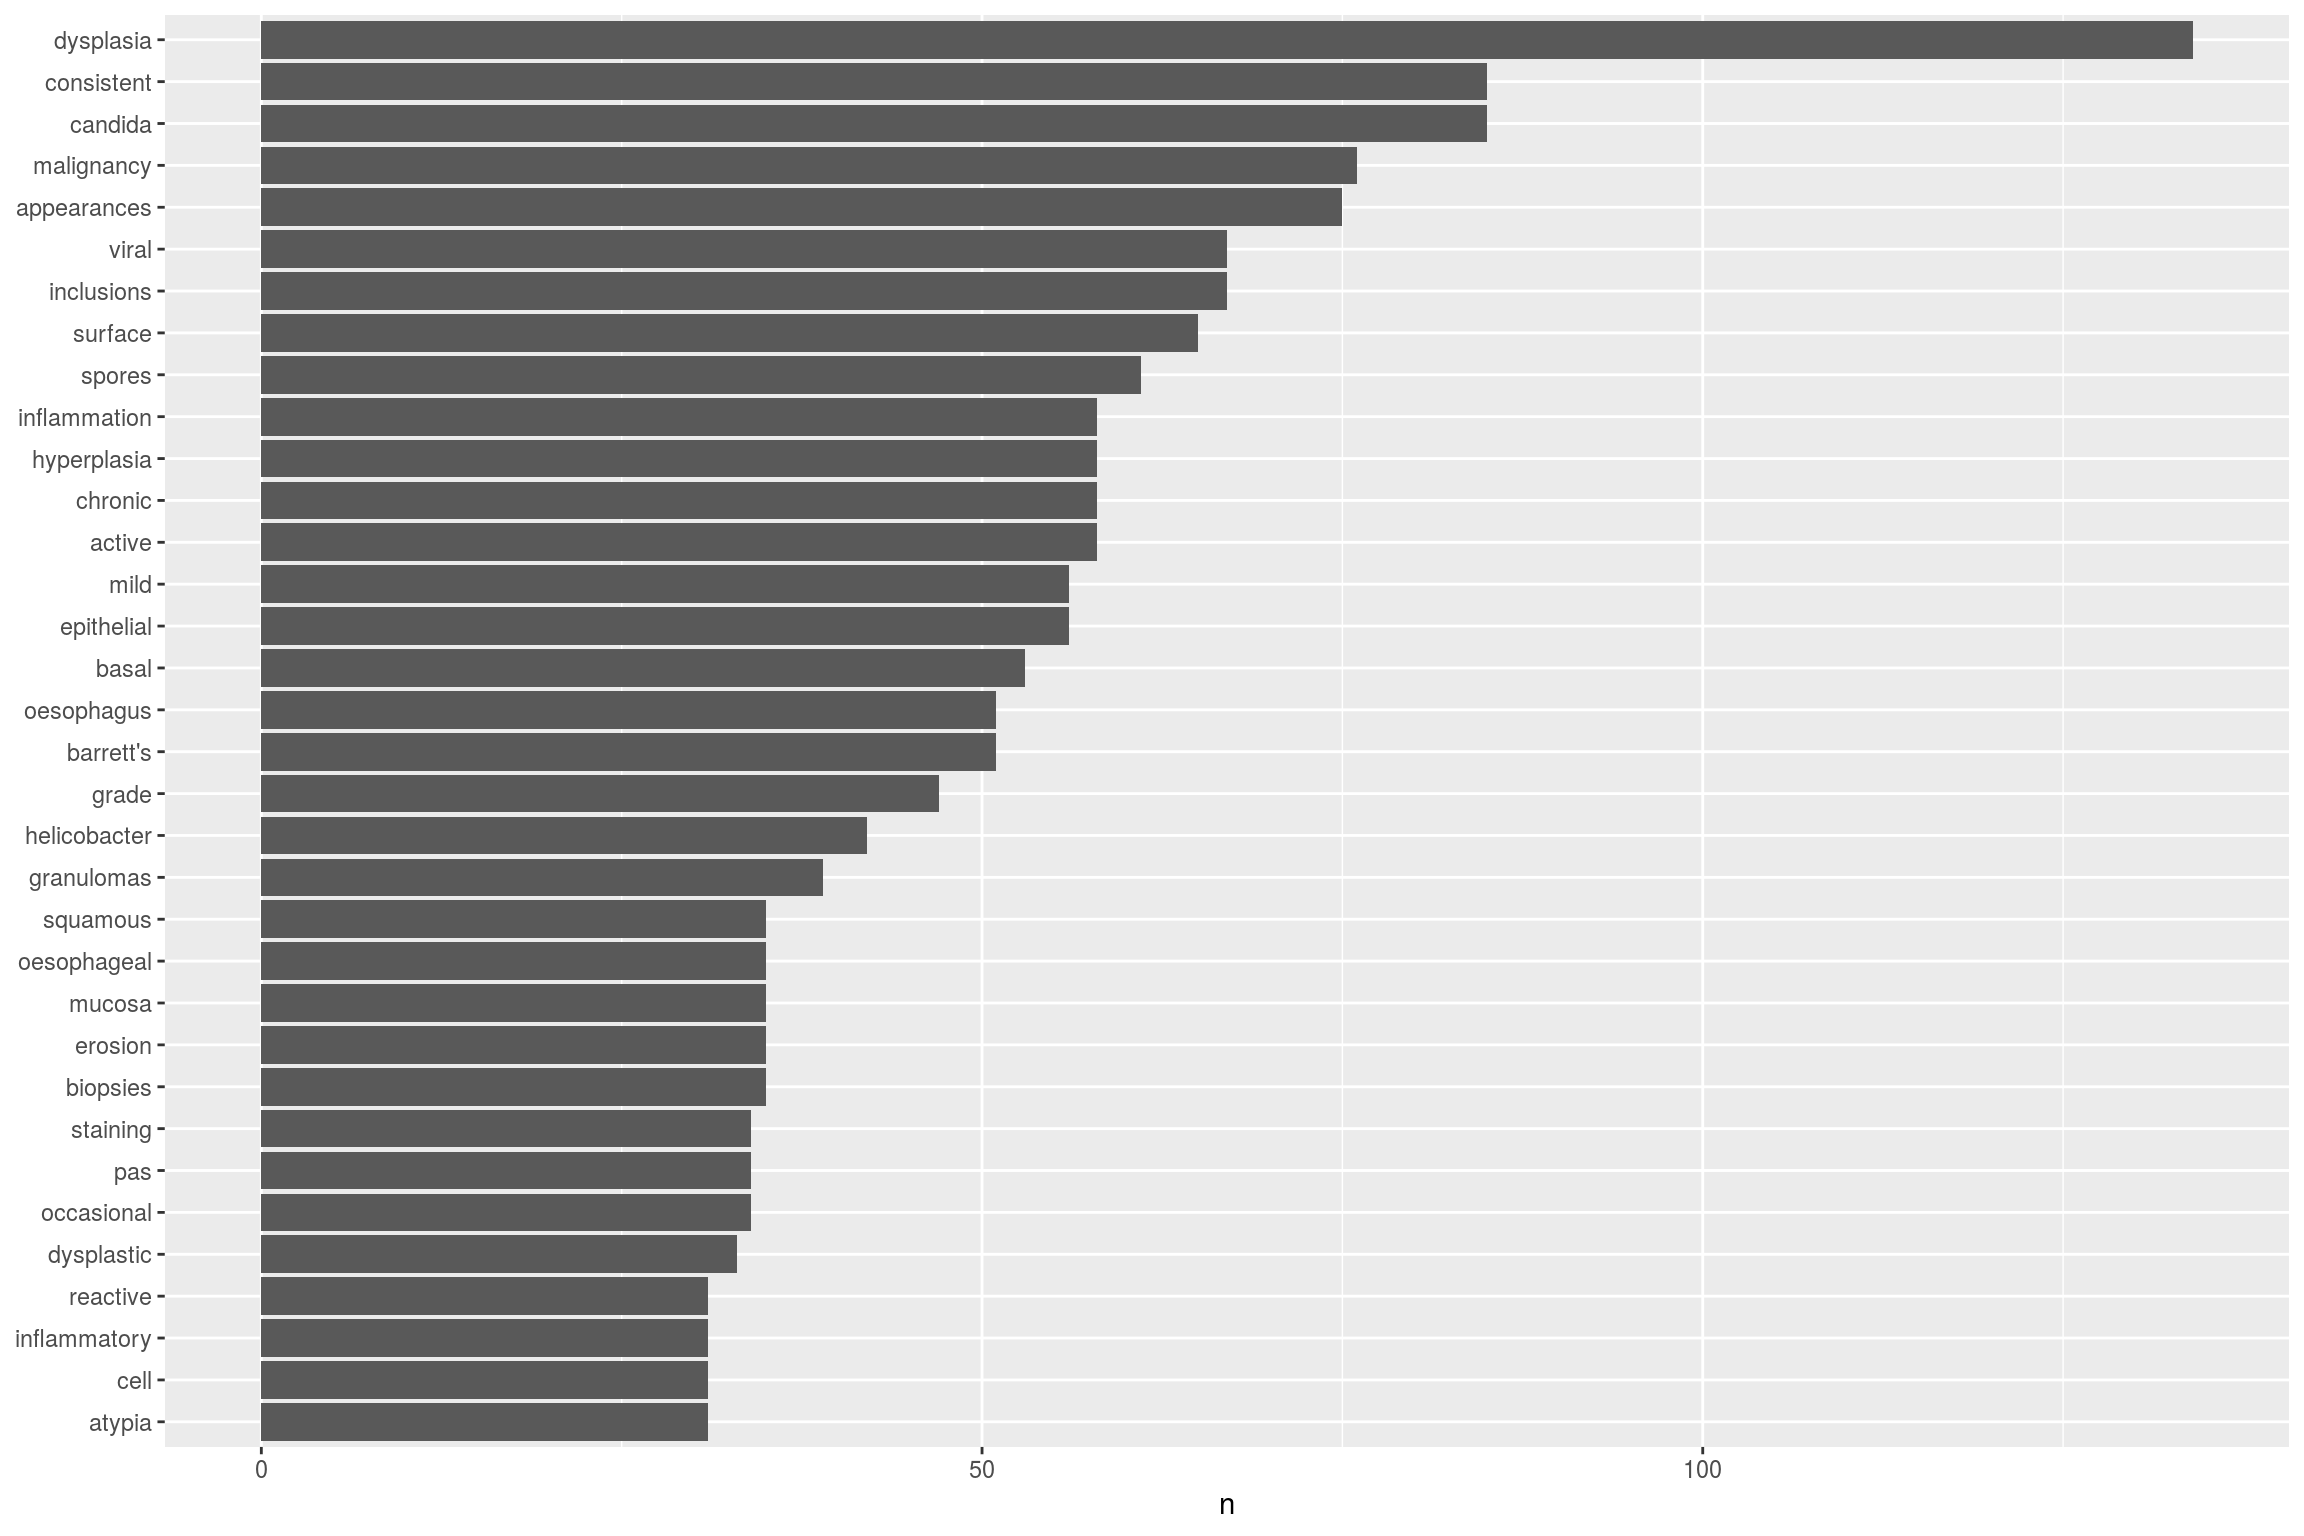 dysplasia
consistent
candida
malignancy
appearances
viral
inclusions
surface
spores
inflammation
hyperplasia
chronic
active
mild
epithelial
basal
oesophagus
barrett's
grade
helicobacter
granulomas
squamous
oesophageal
mucosa
erosion
biopsies
staining
pas
occasional
dysplastic
reactive
inflammatory
cell
atypia
0 50 100
n